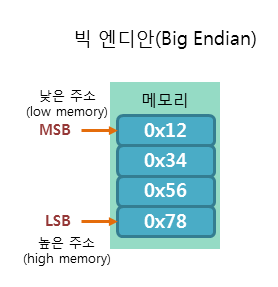 빅 엔디안(Big Endian)
낮은 주소
(low memory)
메모리
MSB
0x12
0x34
0x56
LSB
0x78
높은 주소
(high memory)